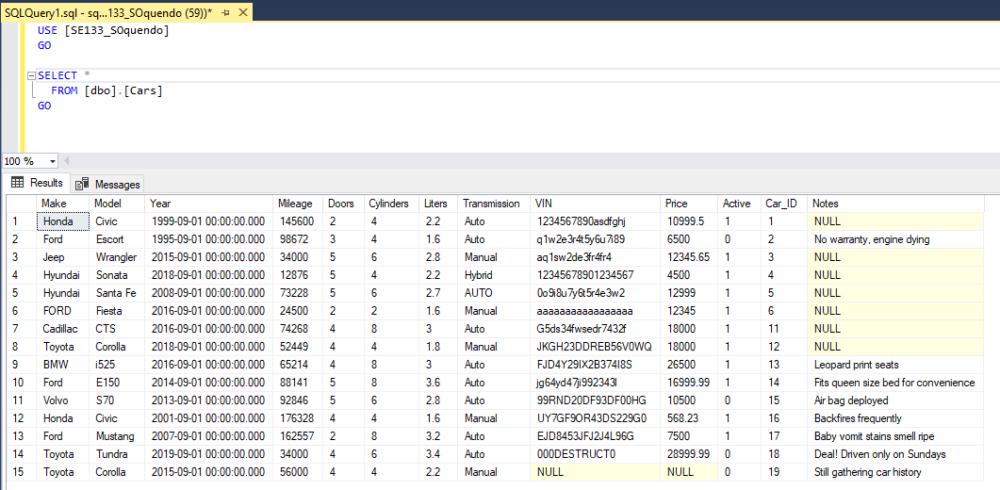 SQLQuery1.sql - sq...133_SOquendo (59))*
USE [SE133_SOquendo]
GO
SELECT *
FROM [dbo].[Cars]
GO
100 %
Results Messages
Make Model Year Mileage Doors Cylinders Liters Transmission VIN Price Active Car_ID Notes
1 Honda Civic 1999-09-01 00:00:00.000 145600 2 4 2.2 Auto 1234567890asdfghj 10999.5 1 1 NULL
2 Ford Escort 1995-09-01 00:00:00.000 98672 3 4 1.6 Auto q1w2e3r4t5y6u7i89 6500 0 2 No warranty, engine dying
3 Jeep Wrangler 2015-09-01 00:00:00.000 34000 5 6 2.8 Manual aq1sw2de3fr4fr4 12345.65 1 3 NULL
4 Hyundai Sonata 2018-09-01 00:00:00.000 12876 5 4 2.2 Hybrid 12345678901234567 4500 1 4 NULL
5 Hyundai Santa Fe 2008-09-01 00:00:00.000 73228 5 6 2.7 AUTO 0o9i8u7y6t5r4e3w2 12999 1 5 NULL
6 FORD Fiesta 2016-09-01 00:00:00.000 24500 2 2 1.6 Manual aaaaaaaaaaaaaaaaa 12345 1 6 NULL
7 Cadillac CTS 2016-09-01 00:00:00.000 74268 4 8 3 Auto G5ds34fwsedr7432f 18000 1 11 NULL
8 Toyota Corolla 2018-09-01 00:00:00.000 52449 4 4 1.8 Manual JKGH23DDREB56V0WQ 18000 1 12 NULL
9 BMW i525 2016-09-01 00:00:00.000 65214 4 8 3 Auto FJD4Y29IX2B374I8S 26500 1 13 Leopard print seats
10 Ford E150 2014-09-01 00:00:00.000 88141 5 8 3.6 Auto jg64yd47ji992343l 16999.99 1 14 Fits queen size bed for convenience
11 Volvo S70 2013-09-01 00:00:00.000 92846 5 6 2.8 Auto 99RND20DF93DF00HG 10500 0 15 Air bag deployed
12 Honda Civic 2001-09-01 00:00:00.000 176328 4 4 1.6 Manual UY7GF9OR43DS229G0 568.23 1 16 Backfires frequently
13 Ford Mustang 2007-09-01 00:00:00.000 162557 2 8 3.2 Auto EJD8453JFJ2J4L96G 7500 1 17 Baby vomit stains smell ripe
14 Toyota Tundra 2019-09-01 00:00:00.000 34000 4 6 3.4 Auto 000DESTRUCT0 28999.99 0 18 Deal! Driven only on Sundays
15 Toyota Corolla 2015-09-01 00:00:00.000 56000 4 4 2.2 Manual NULL NULL 0 19 Still gathering car history